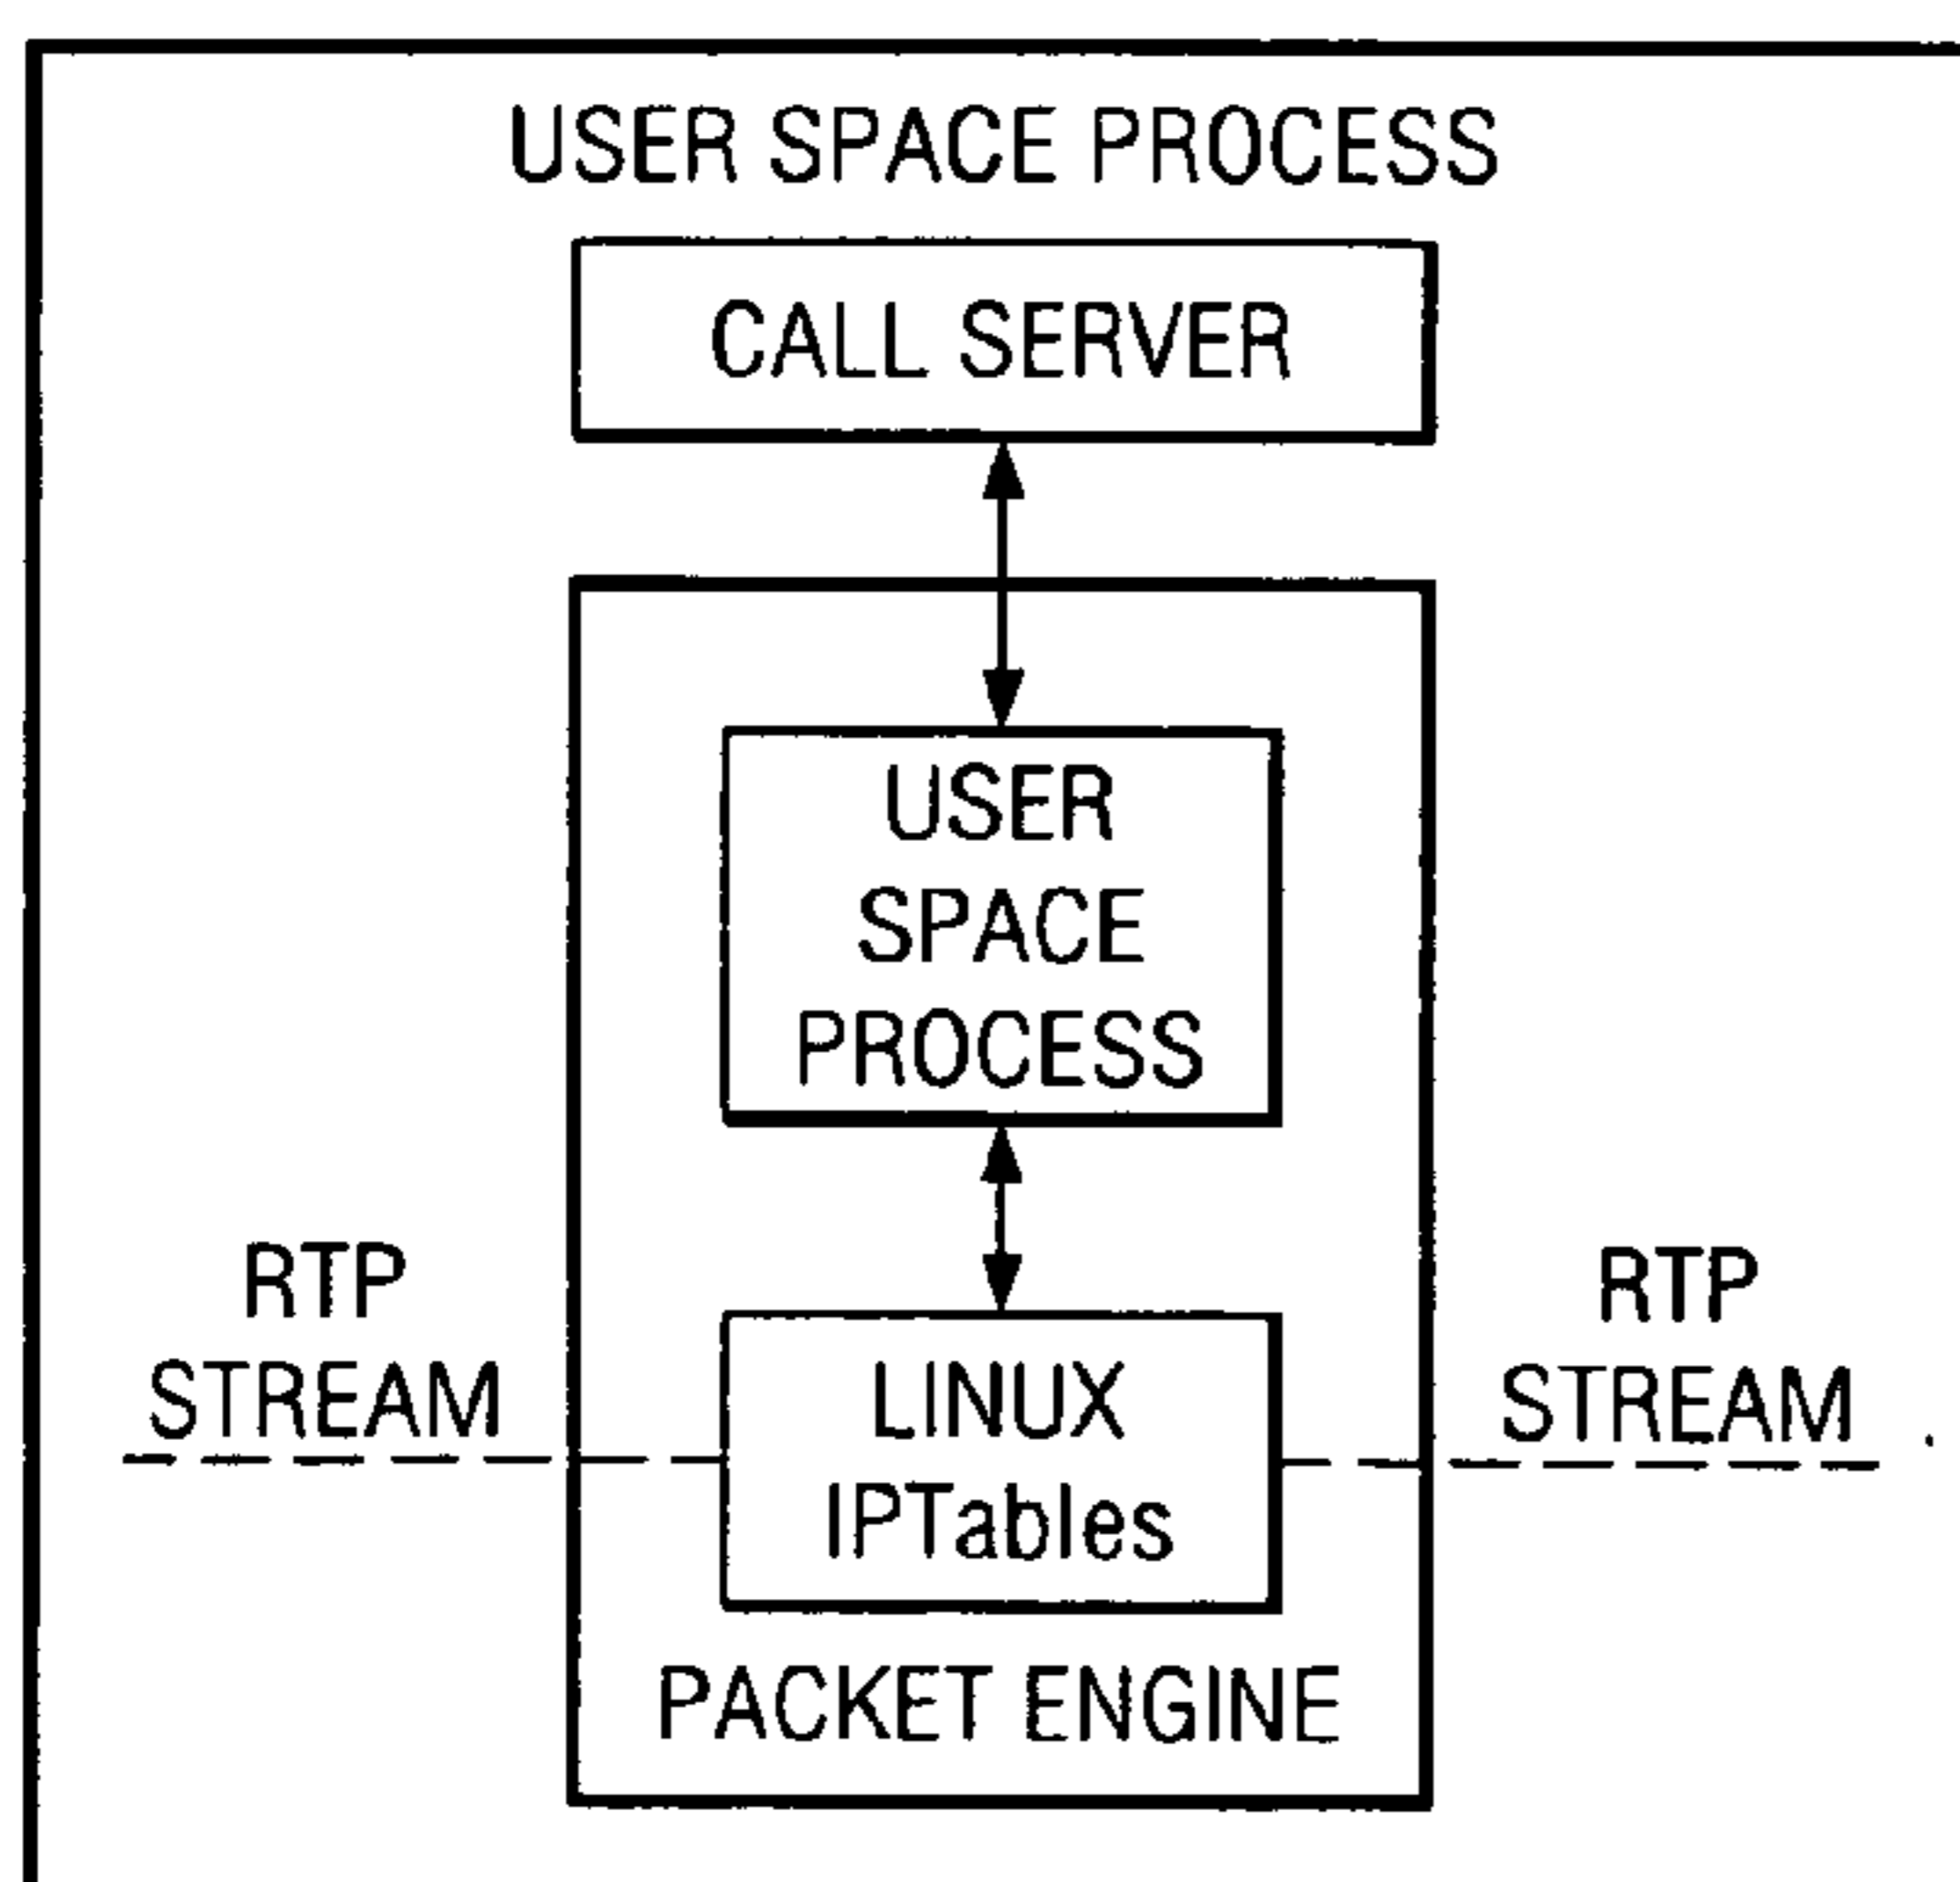 USER SPACE PROCESS
CALL SERVER
USER
SPACE
PROCESS
RTP
STREAM
LINUX
IPTables
RTP
STREAM
PACKET ENGINE